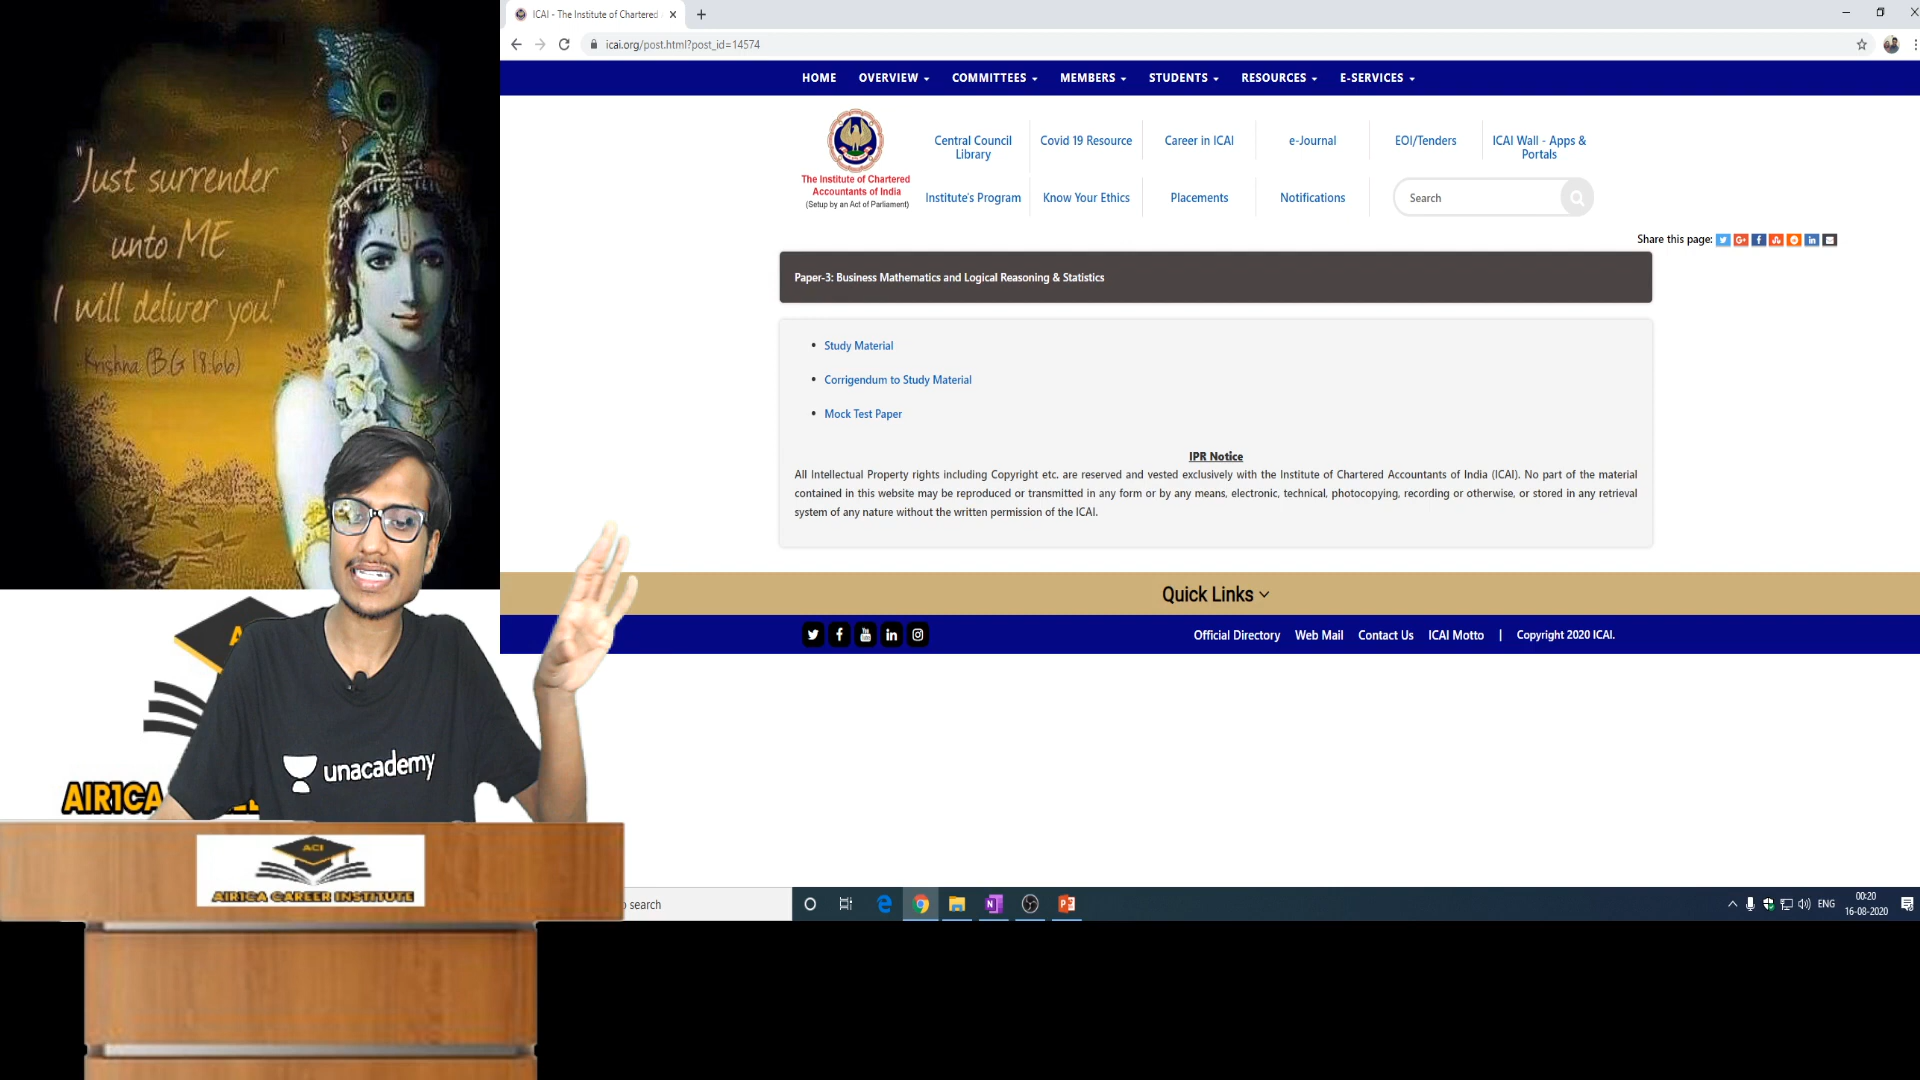 "Just surrender
unto ME
I will deliver you!"
Krishna (B.G 18:66)
unacademy
AIR1CA
ACI
AIR1CA CAREER INSTITUTE
ICAI - The Institute of Chartered
icai.org/post.html?post_id=14574
HOME OVERVIEW COMMITTEES MEMBERS STUDENTS RESOURCES E-SERVICES
The Institute of Chartered
Accountants of India
(Setup by an Act of Parliament)
Central Council
Library
Covid 19 Resource
Career in ICAI
e-Journal
EOI/Tenders
ICAI Wall - Apps &
Portals
Institute's Program
Know Your Ethics
Placements
Notifications
Search
Share this page:
Paper-3: Business Mathematics and Logical Reasoning & Statistics
• Study Material
• Corrigendum to Study Material
• Mock Test Paper
IPR Notice
All Intellectual Property rights including Copyright etc. are reserved and vested exclusively with the Institute of Chartered Accountants of India (ICAI). No part of the material
contained in this website may be reproduced or transmitted in any form or by any means, electronic, technical, photocopying, recording or otherwise, or stored in any retrieval
system of any nature without the written permission of the ICAI.
Quick Links
Official Directory Web Mail Contact Us ICAI Motto | Copyright 2020 ICAI.
search
ENG
00:20
16-08-2020